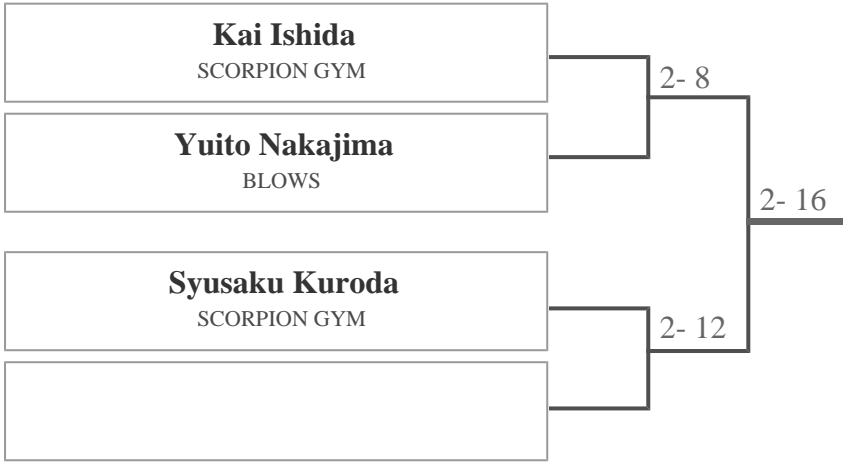 Kai Ishida
SCORPION GYM
2- 8
Yuito Nakajima
BLOWS
2- 16
Syusaku Kuroda
SCORPION GYM
2- 12